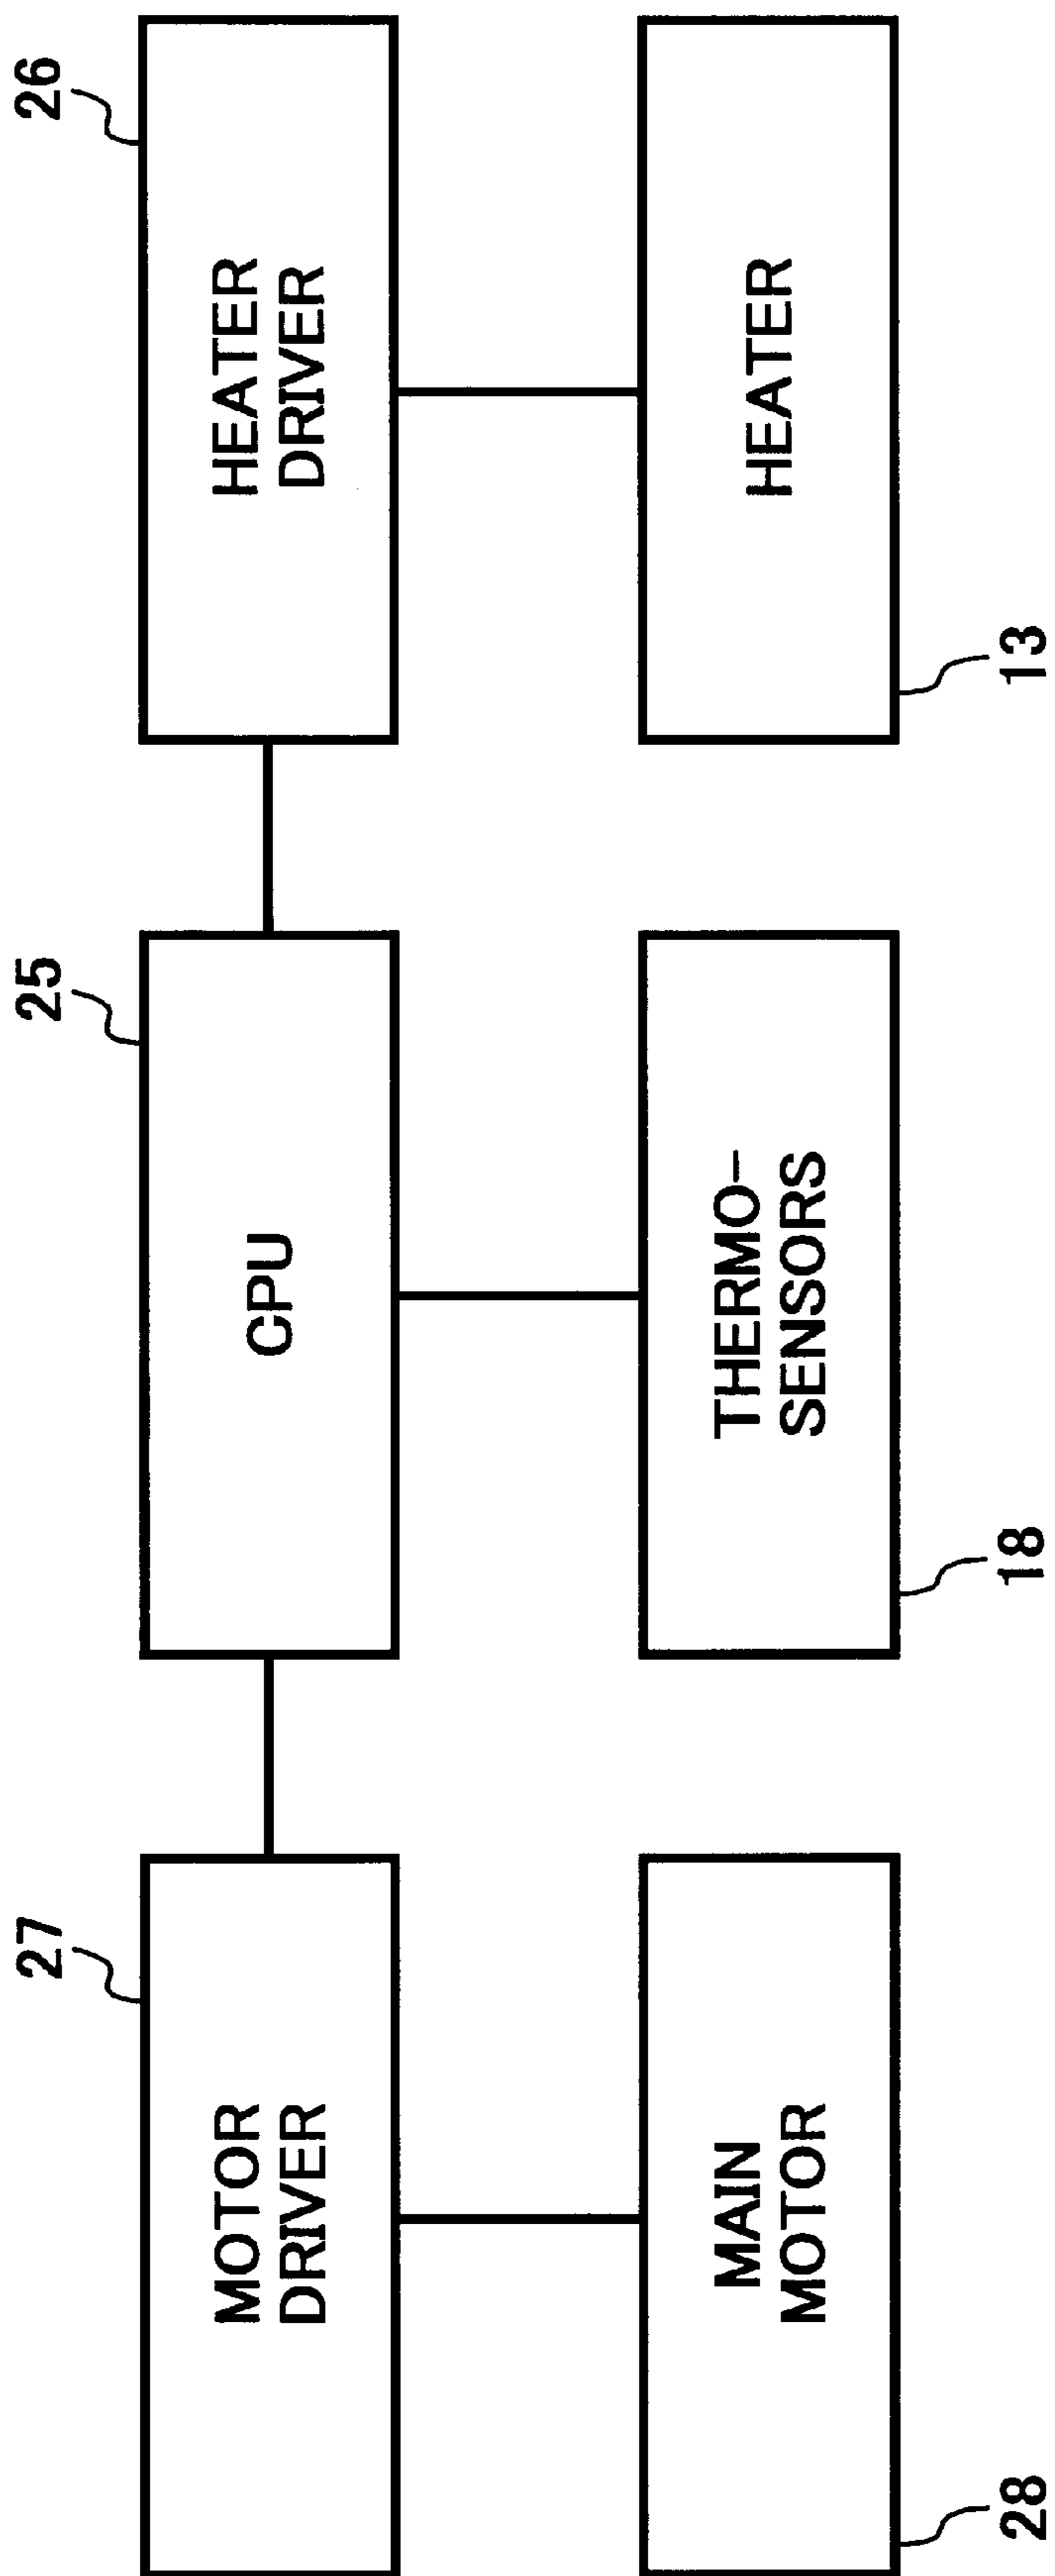 27
25
26
MOTOR
DRIVER
CPU
HEATER
DRIVER
MAIN
MOTOR
THERMO–
SENSORS
HEATER
28
18
13